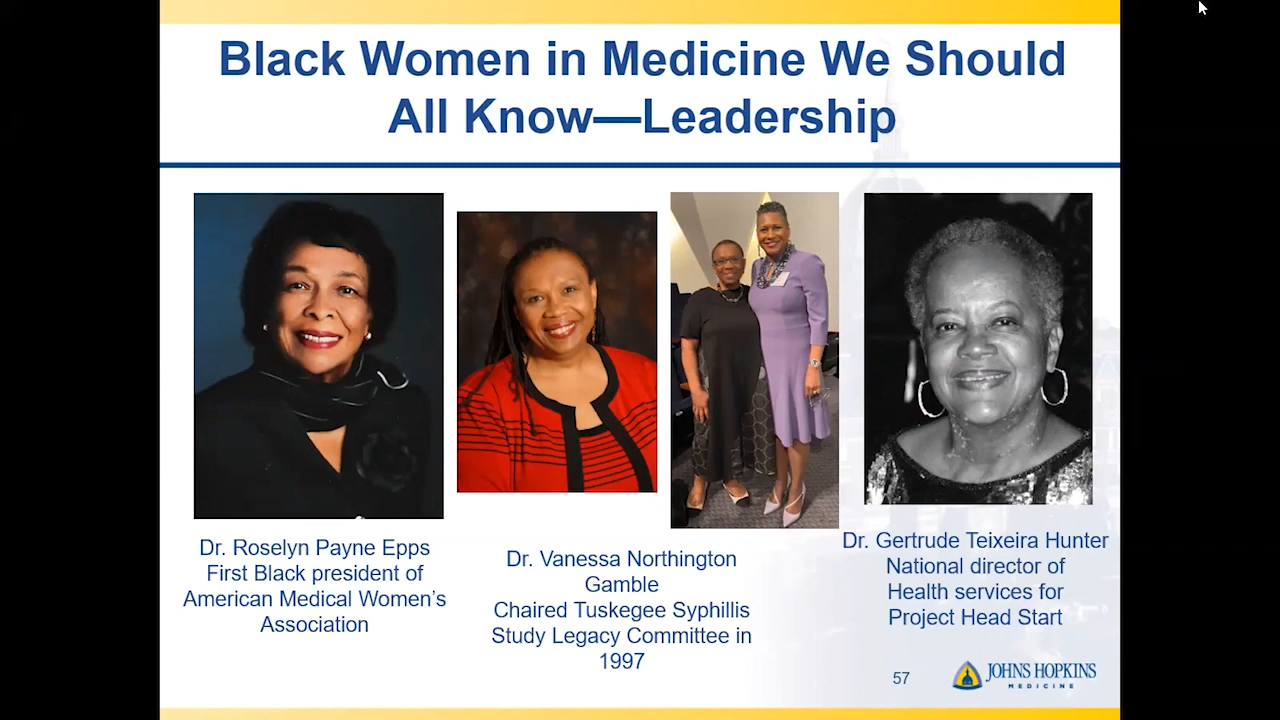 Black Women in Medicine We Should
All Know—Leadership
Dr. Roselyn Payne Epps
First Black president of
American Medical Women's
Association
Dr. Vanessa Northington
Gamble
Chaired Tuskegee Syphillis
Study Legacy Committee in
1997
Dr. Gertrude Teixeira Hunter
National director of
Health services for
Project Head Start
57
JOHNS HOPKINS
MEDICINE